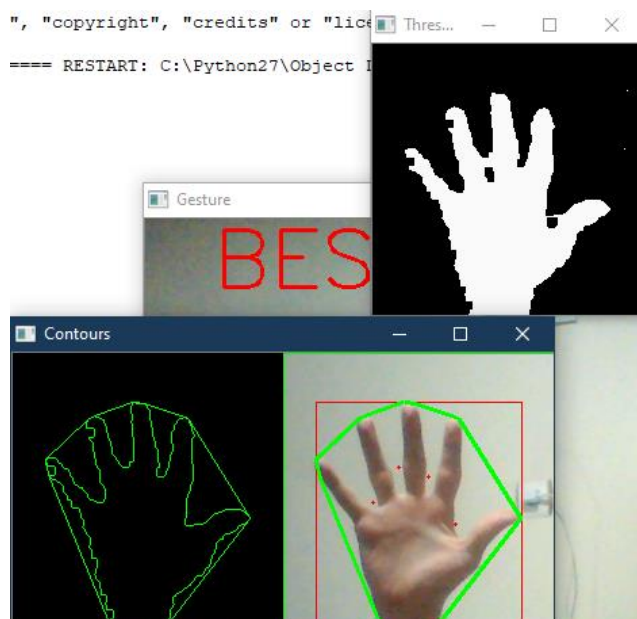 ", "copyright", "credits" or "lice
Thres...
==== RESTART: C:\Python27\Object
Gesture
BES
Contours